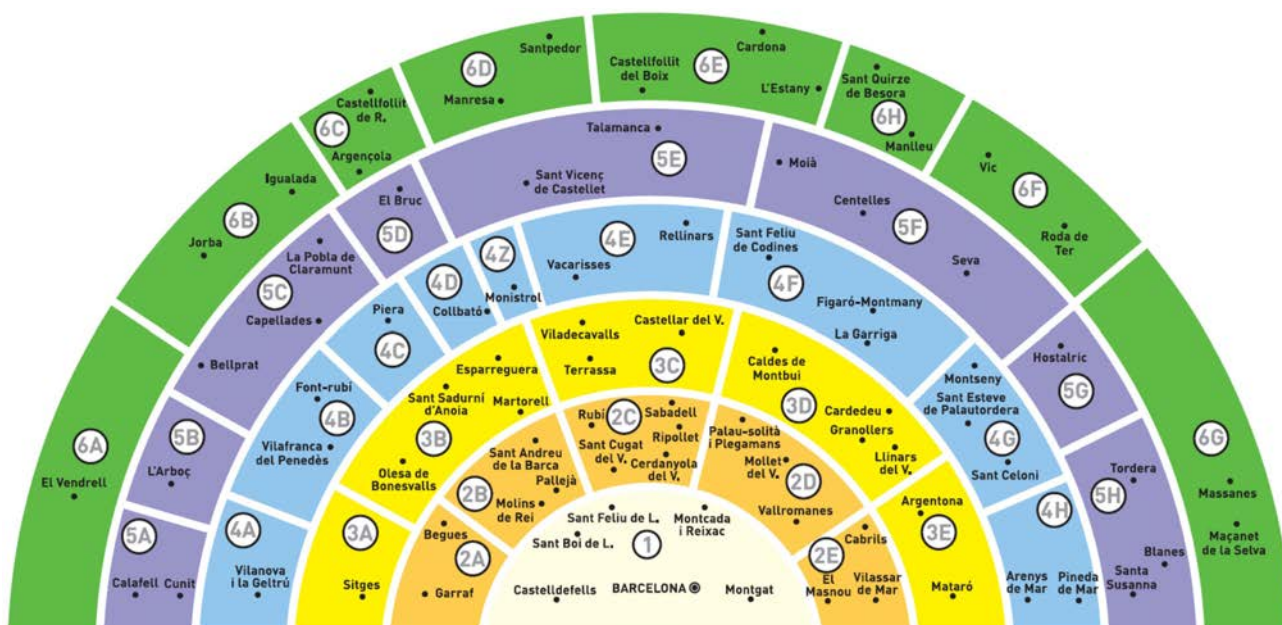 6D
Santpedor
Manresa
6E
Cardona
Castellfollit
del Boix
L'Estany
Sant Quirze
de Besora
6H
Manlleu
6C
Castellfollit
de R.
Argençola
Vic
6F
Roda de
Ter
6B
Igualada
Jorba
6A
El Vendrell
6G
Massanes
Maçanet
de la Selva
Talamanca
5E
Sant Vicenç
de Castellet
Moià
Centelles
5F
Seva
El Bruc
5D
La Pobla de
Claramunt
5C
Capellades
Bellprat
5B
L'Arboç
5A
Calafell
Cunit
Hostalric
5G
Tordera
5H
Blanes
Santa
Susanna
4Z
Monistrol
4E
Rellinars
Vacarisses
Sant Feliu
de Codines
4F
Figaró-Montmany
La Garriga
4D
Collbató
Piera
4C
Font-rubí
4B
Vilafranca
del Penedès
4A
Vilanova
i la Geltrú
Montseny
Sant Esteve
de Palautordera
4G
Sant Celoni
4H
Arenys
de Mar
Pineda
de Mar
Viladecavalls
Castellar del V.
Terrassa
3C
Caldes de
Montbui
3D
Cardedeu
Granollers
Llinars
del V.
Esparreguera
Sant Sadurní
d'Anoia
Martorell
3B
Olesa de
Bonesvalls
3A
Sitges
Argentona
3E
Mataró
Rubí
2C
Sabadell
Sant Cugat
del V.
Ripollet
Cerdanyola
del V.
Palau-solità
i Plegamans
Mollet
del V.
2D
Vallromanes
Sant Andreu
de la Barca
2B
Pallejà
Molins
de Rei
Begues
2A
Garraf
2E
Cabrils
El
Masnou
Vilassar
de Mar
Sant Feliu de L.
Montcada
i Reixac
Sant Boi de L.
1
Castelldefels
BARCELONA
Montgat